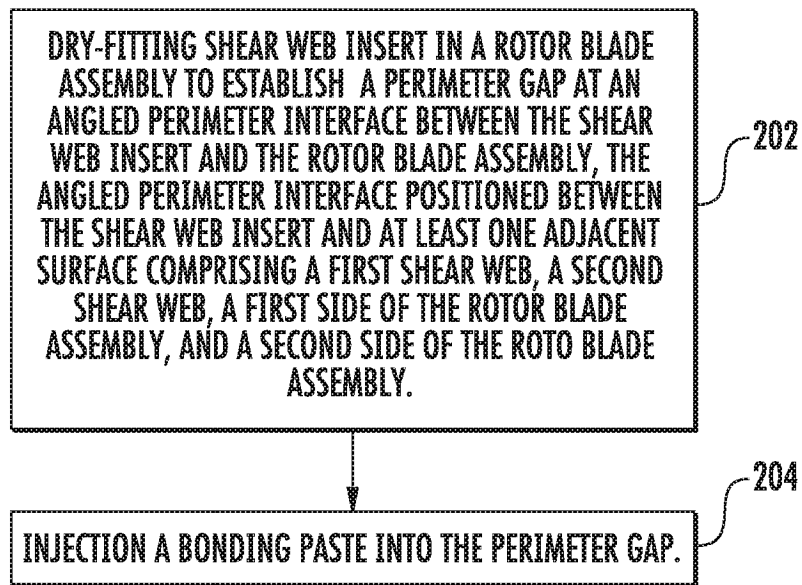 DRY-FITTING SHEAR WEB INSERT IN A ROTOR BLADE
ASSEMBLY TO ESTABLISH A PERIMETER GAP AT AN
ANGLED PERIMETER INTERFACE BETWEEN THE SHEAR
WEB INSERT AND THE ROTOR BLADE ASSEMBLY, THE
ANGLED PERIMETER INTERFACE POSITIONED BETWEEN
THE SHEAR WEB INSERT AND AT LEAST ONE ADJACENT
SURFACE COMPRISING A FIRST SHEAR WEB, A SECOND
SHEAR WEB, A FIRST SIDE OF THE ROTOR BLADE
ASSEMBLY, AND A SECOND SIDE OF THE ROTO BLADE
ASSEMBLY.
202
INJECTION A BONDING PASTE INTO THE PERIMETER GAP.
204